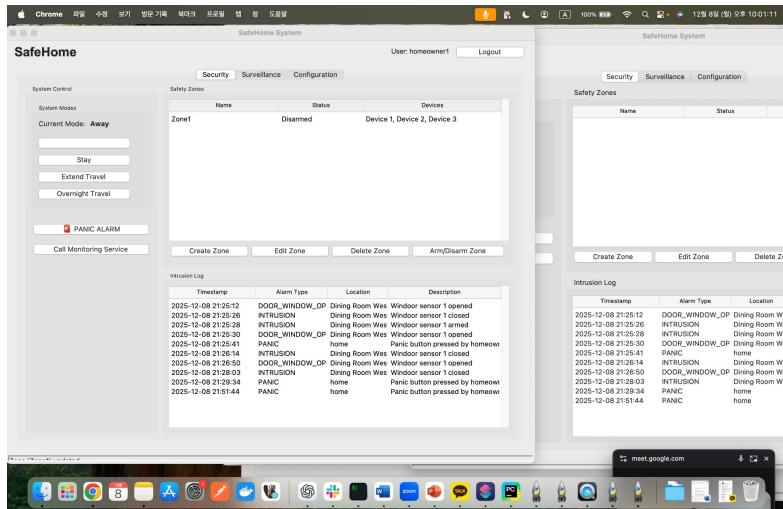 Chrome 파일 수정 보기 방문 기록 북마크 프로필 탭 창 도움말
A 100% 12월 8일 (월) 오후 10:01:11
SafeHome System
SafeHome
User: homeowner1 Logout
Security Surveillance Configuration
System Control
System Modes
Current Mode: Away
Stay
Extend Travel
Overnight Travel
PANIC ALARM
Call Monitoring Service
Safety Zones
Name Status Devices
Zone1 Disarmed Device 1, Device 2, Device 3
Create Zone Edit Zone Delete Zone Arm/Disarm Zone
Intrusion Log
Timestamp Alarm Type Location Description
2025-12-08 21:25:12 DOOR_WINDOW_OP Dining Room Wes Windoor sensor 1 opened
2025-12-08 21:25:26 INTRUSION Dining Room Wes Windoor sensor 1 closed
2025-12-08 21:25:28 INTRUSION Dining Room Wes Windoor sensor 1 armed
2025-12-08 21:25:30 DOOR_WINDOW_OP Dining Room Wes Windoor sensor 1 opened
2025-12-08 21:25:41 PANIC home Panic button pressed by homeow
2025-12-08 21:26:14 INTRUSION Dining Room Wes Windoor sensor 1 closed
2025-12-08 21:26:50 DOOR_WINDOW_OP Dining Room Wes Windoor sensor 1 opened
2025-12-08 21:28:03 INTRUSION Dining Room Wes Windoor sensor 1 closed
2025-12-08 21:29:34 PANIC home Panic button pressed by homeow
2025-12-08 21:51:44 PANIC home Panic button pressed by homeow
SafeHome System
Security Surveillance Configuration
Safety Zones
Name Status
Create Zone Edit Zone Delete Z
Intrusion Log
Timestamp Alarm Type Location
2025-12-08 21:25:12 DOOR_WINDOW_OP Dining Room W
2025-12-08 21:25:26 INTRUSION Dining Room W
2025-12-08 21:25:28 INTRUSION Dining Room W
2025-12-08 21:25:30 DOOR_WINDOW_OP Dining Room W
2025-12-08 21:25:41 PANIC home
2025-12-08 21:26:14 INTRUSION Dining Room W
2025-12-08 21:26:50 DOOR_WINDOW_OP Dining Room W
2025-12-08 21:28:03 INTRUSION Dining Room W
2025-12-08 21:29:34 PANIC home
2025-12-08 21:51:44 PANIC home
meet.google.com
8
TALK
zoom
PC